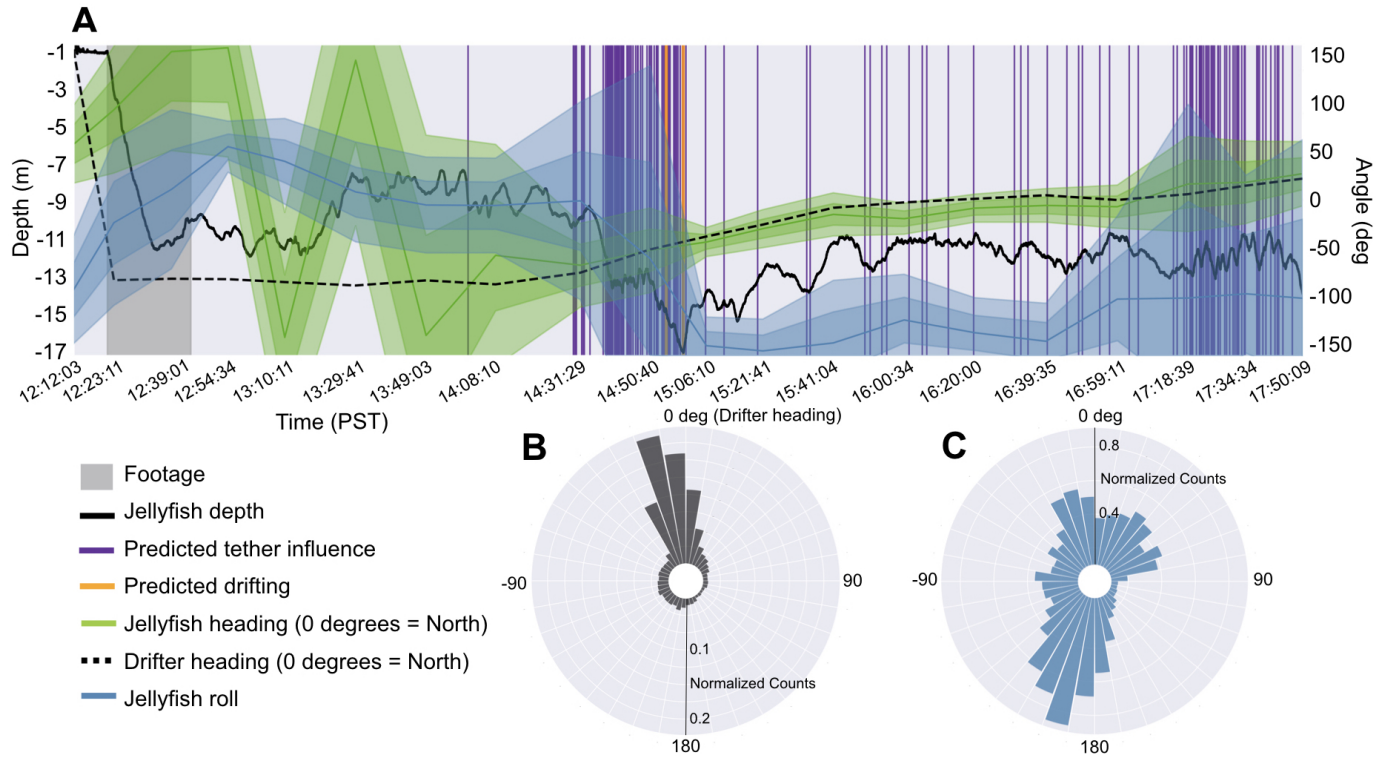 A
-1
-3
-5
-7
-9
-11
-13
-15
-17
Depth (m)
150
100
50
0
-50
-100
-150
Angle (deg
12:12:03
12:23:11
12:39:01
12:54:34
13:10:11
13:29:41
13:49:03
14:08:10
14:31:29
14:50:40
15:06:10
15:21:41
15:41:04
16:00:34
16:20:00
16:39:35
16:59:11
17:18:39
17:34:34
17:50:09
Time (PST)
Footage
Jellyfish depth
Predicted tether influence
Predicted drifting
Jellyfish heading (0 degrees = North)
Drifter heading (0 degrees = North)
Jellyfish roll
B
0 deg (Drifter heading)
-90
90
0.1
Normalized Counts
0.2
180
C
0 deg
0.8
Normalized Counts
0.4
-90
90
180